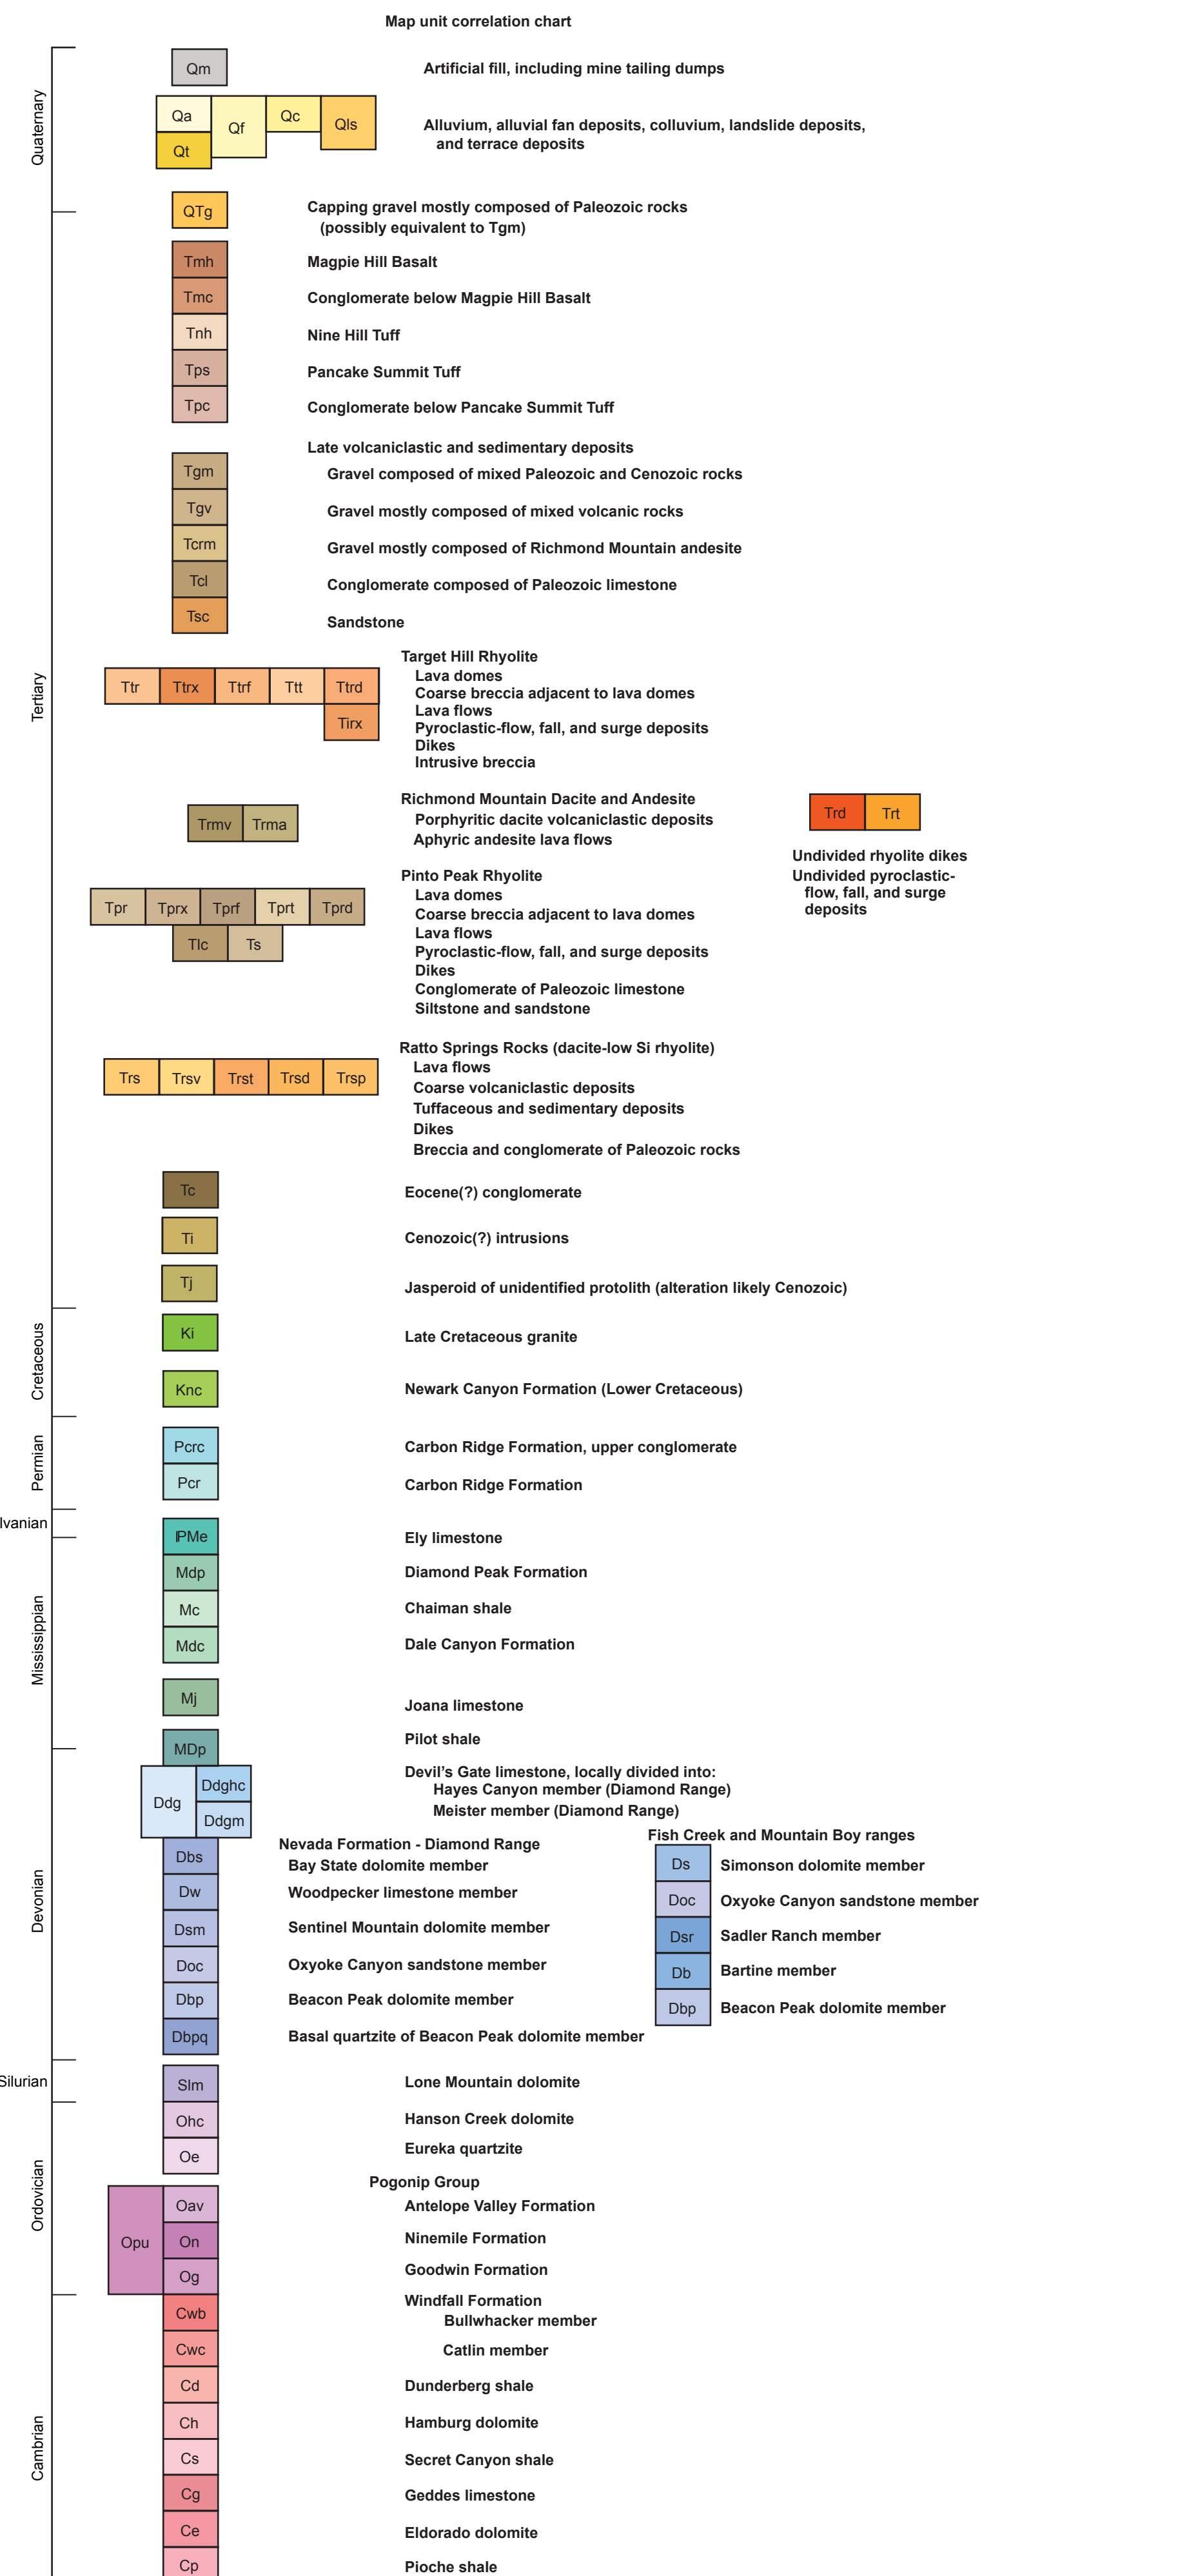 Map unit correlation chart
Quaternary
Qm
Artificial fill, including mine tailing dumps
Qa
Qf
Qc
Qls
Qt
Alluvium, alluvial fan deposits, colluvium, landslide deposits,
and terrace deposits
QTg
Capping gravel mostly composed of Paleozoic rocks
(possibly equivalent to Tgm)
Tertiary
Tmh
Magpie Hill Basalt
Tmc
Conglomerate below Magpie Hill Basalt
Tnh
Nine Hill Tuff
Tps
Pancake Summit Tuff
Tpc
Conglomerate below Pancake Summit Tuff
Late volcaniclastic and sedimentary deposits
Tgm
Gravel composed of mixed Paleozoic and Cenozoic rocks
Tgv
Gravel mostly composed of mixed volcanic rocks
Tcrm
Gravel mostly composed of Richmond Mountain andesite
Tcl
Conglomerate composed of Paleozoic limestone
Tsc
Sandstone
Target Hill Rhyolite
Ttr
Ttrx
Ttrf
Ttt
Ttrd
Tirx
Lava domes
Coarse breccia adjacent to lava domes
Lava flows
Pyroclastic-flow, fall, and surge deposits
Dikes
Intrusive breccia
Richmond Mountain Dacite and Andesite
Trmv
Trma
Porphyritic dacite volcaniclastic deposits
Aphyric andesite lava flows
Trd
Trt
Undivided rhyolite dikes
Undivided pyroclastic-
flow, fall, and surge
deposits
Pinto Peak Rhyolite
Tpr
Tprx
Tprf
Tprt
Tprd
Tlc
Ts
Lava domes
Coarse breccia adjacent to lava domes
Lava flows
Pyroclastic-flow, fall, and surge deposits
Dikes
Conglomerate of Paleozoic limestone
Siltstone and sandstone
Ratto Springs Rocks (dacite-low Si rhyolite)
Trs
Trsv
Trst
Trsd
Trsp
Lava flows
Coarse volcaniclastic deposits
Tuffaceous and sedimentary deposits
Dikes
Breccia and conglomerate of Paleozoic rocks
Tc
Eocene(?) conglomerate
Ti
Cenozoic(?) intrusions
Tj
Jasperoid of unidentified protolith (alteration likely Cenozoic)
Cretaceous
Ki
Late Cretaceous granite
Knc
Newark Canyon Formation (Lower Cretaceous)
Permian
Pcrc
Carbon Ridge Formation, upper conglomerate
Pcr
Carbon Ridge Formation
lvanian
IPMe
Ely limestone
Mississippian
Mdp
Diamond Peak Formation
Mc
Chaiman shale
Mdc
Dale Canyon Formation
Mj
Joana limestone
MDp
Pilot shale
Devonian
Ddg
Ddghc
Ddgm
Devil's Gate limestone, locally divided into:
Hayes Canyon member (Diamond Range)
Meister member (Diamond Range)
Nevada Formation - Diamond Range
Dbs
Bay State dolomite member
Dw
Woodpecker limestone member
Dsm
Sentinel Mountain dolomite member
Doc
Oxyoke Canyon sandstone member
Dbp
Beacon Peak dolomite member
Dbpq
Basal quartzite of Beacon Peak dolomite member
Fish Creek and Mountain Boy ranges
Ds
Simonson dolomite member
Doc
Oxyoke Canyon sandstone member
Dsr
Sadler Ranch member
Db
Bartine member
Dbp
Beacon Peak dolomite member
Silurian
Slm
Lone Mountain dolomite
Ordovician
Ohc
Hanson Creek dolomite
Oe
Eureka quartzite
Pogonip Group
Opu
Oav
Antelope Valley Formation
On
Ninemile Formation
Og
Goodwin Formation
Cambrian
Windfall Formation
Cwb
Bullwhacker member
Cwc
Catlin member
Cd
Dunderberg shale
Ch
Hamburg dolomite
Cs
Secret Canyon shale
Cg
Geddes limestone
Ce
Eldorado dolomite
Cp
Pioche shale